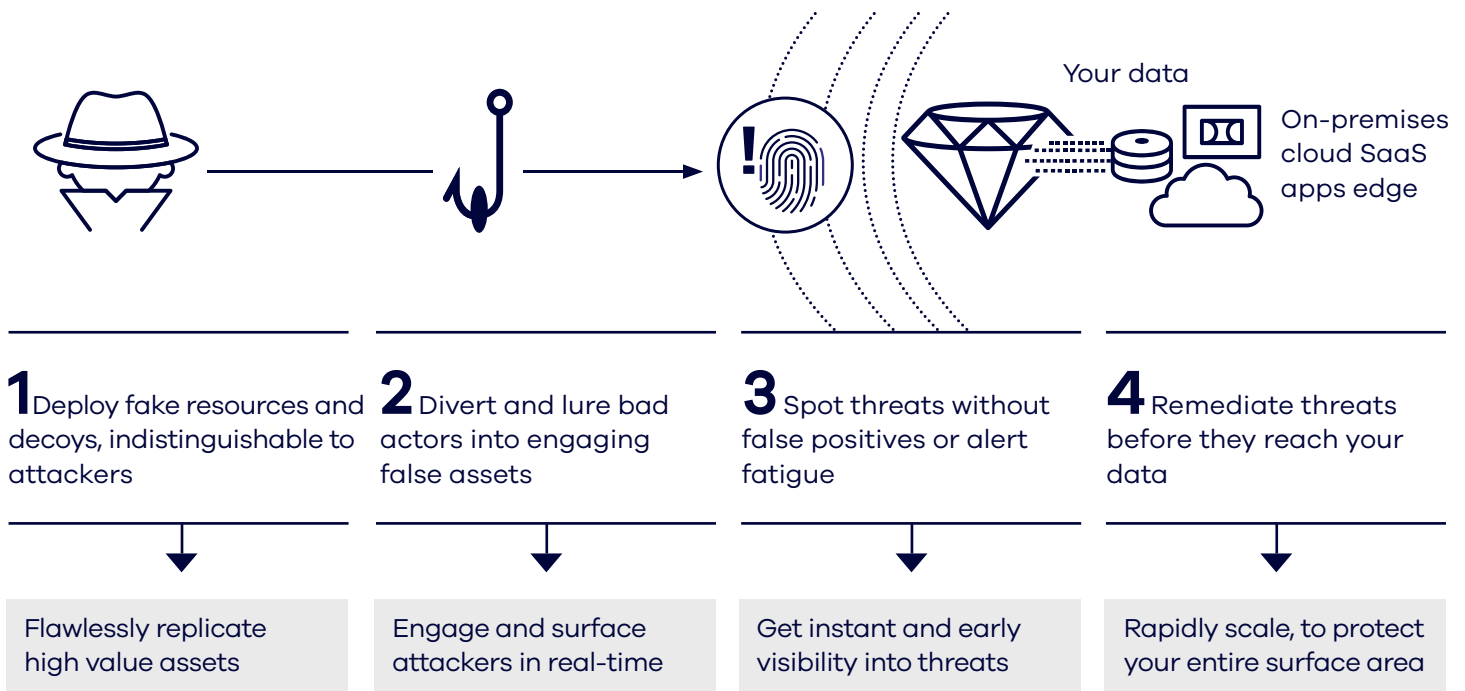 Your data
On-premises
cloud SaaS
apps edge
!
1 Deploy fake resources and
decoys, indistinguishable to
attackers
2 Divert and lure bad
actors into engaging
false assets
3 Spot threats without
false positives or alert
fatigue
4 Remediate threats
before they reach your
data
Flawlessly replicate
high value assets
Engage and surface
attackers in real-time
Get instant and early
visibility into threats
Rapidly scale, to protect
your entire surface area